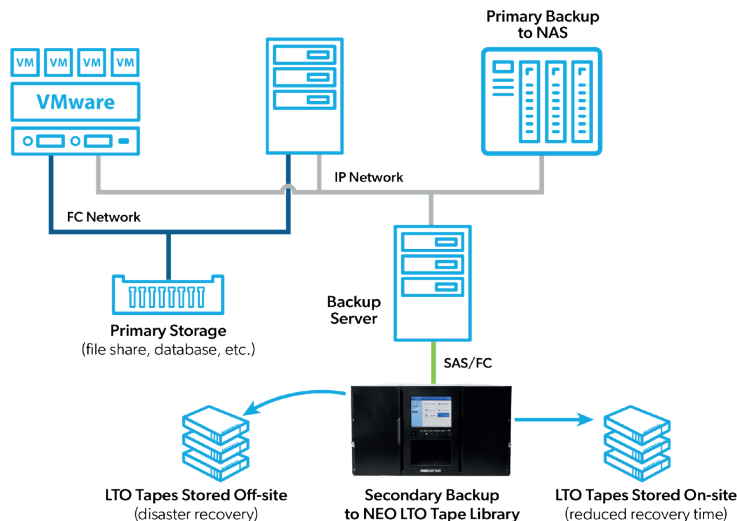 Primary Backup
to NAS
VM VM VM VM
VMware
IP Network
FC Network
Backup
Server
Primary Storage
(file share, database, etc.)
SAS/FC
LTO Tapes Stored Off-site
(disaster recovery)
Secondary Backup
to NEO LTO Tape Library
LTO Tapes Stored On-site
(reduced recovery time)